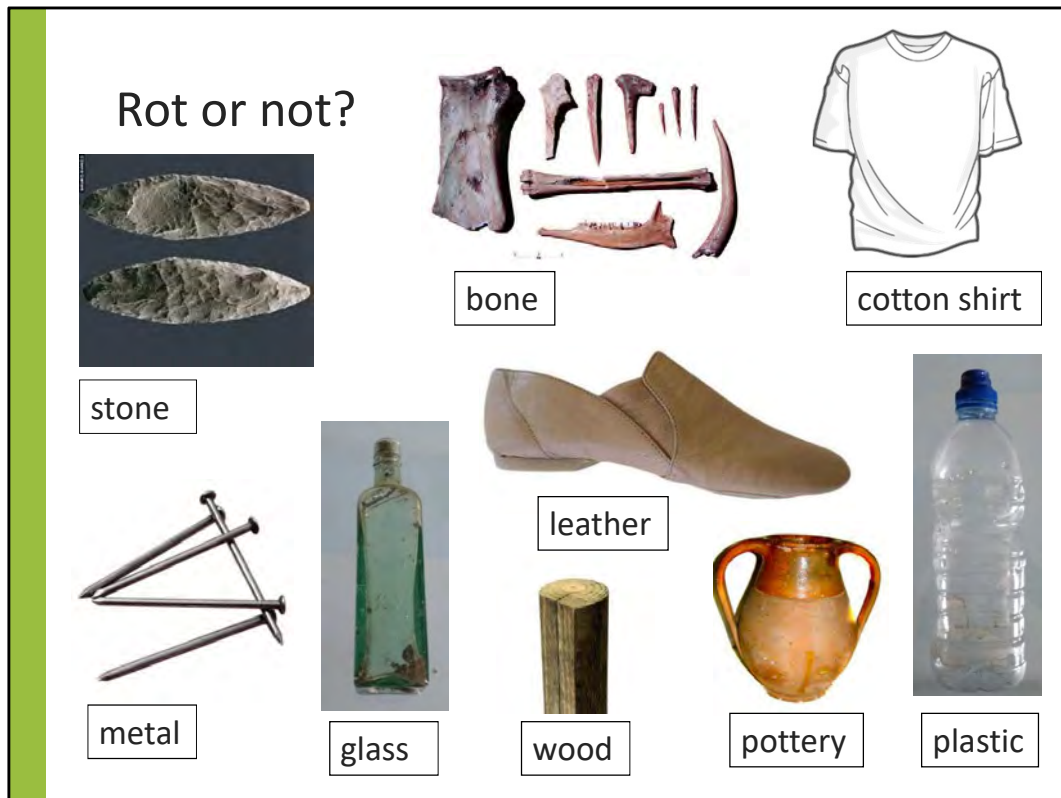 Rot or not?
bone
cotton shirt
stone
leather
metal
glass
wood
pottery
plastic